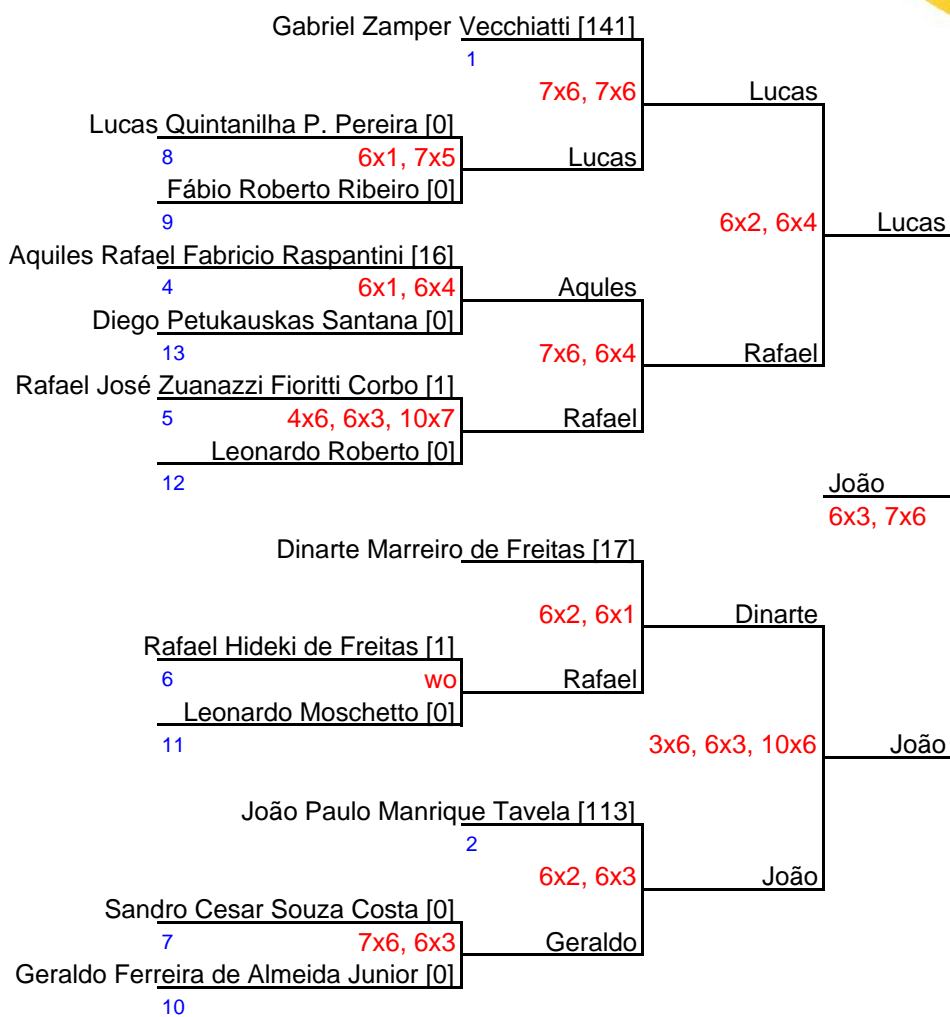 Gabriel Zamper Vecchiatti [141]
1
7x6, 7x6 Lucas
Lucas Quintanilha P. Pereira [0]
8 6x1, 7x5 Lucas
Fábio Roberto Ribeiro [0]
9
6x2, 6x4 Lucas
Aquiles Rafael Fabricio Raspantini [16]
4 6x1, 6x4 Aqules
Diego Petukauskas Santana [0]
13 7x6, 6x4 Rafael
Rafael José Zuanazzi Fioritti Corbo [1]
5 4x6, 6x3, 10x7 Rafael
Leonardo Roberto [0]
12 João
6x3, 7x6
Dinarte Marreiro de Freitas [17]
6x2, 6x1 Dinarte
Rafael Hideki de Freitas [1]
6 wo Rafael
Leonardo Moschetto [0]
11 3x6, 6x3, 10x6 João
João Paulo Manrique Tavela [113]
2
6x2, 6x3 João
Sandro Cesar Souza Costa [0]
7 7x6, 6x3 Geraldo
Geraldo Ferreira de Almeida Junior [0]
10